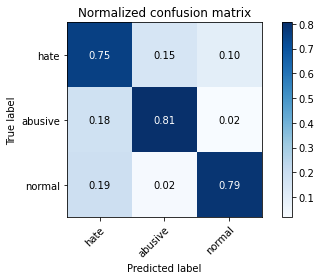 Normalized confusion matrix
True label
hate 0.75 0.15 0.10
abusive 0.18 0.81 0.02
normal 0.19 0.02 0.79
hate abusive normal
Predicted label
0.8
0.7
0.6
0.5
0.4
0.3
0.2
0.1